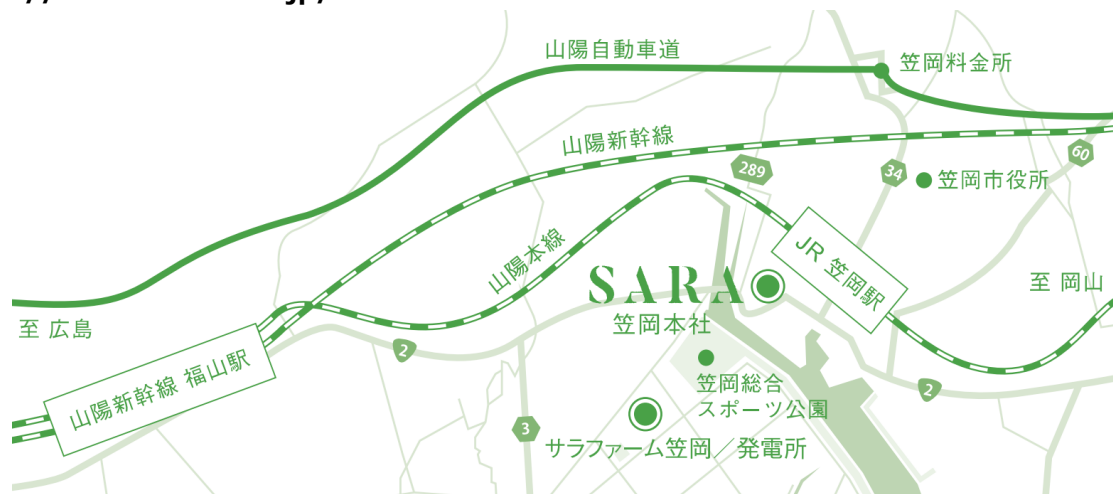 山陽自動車道
笠岡料金所
山陽新幹線
289
34
60
笠岡市役所
山陽本線
JR 笠岡駅
SARA
笠岡本社
至 岡山
至 広島
2
山陽新幹線 福山駅
笠岡総合
スポーツ公園
2
3
サラファーム笠岡／発電所